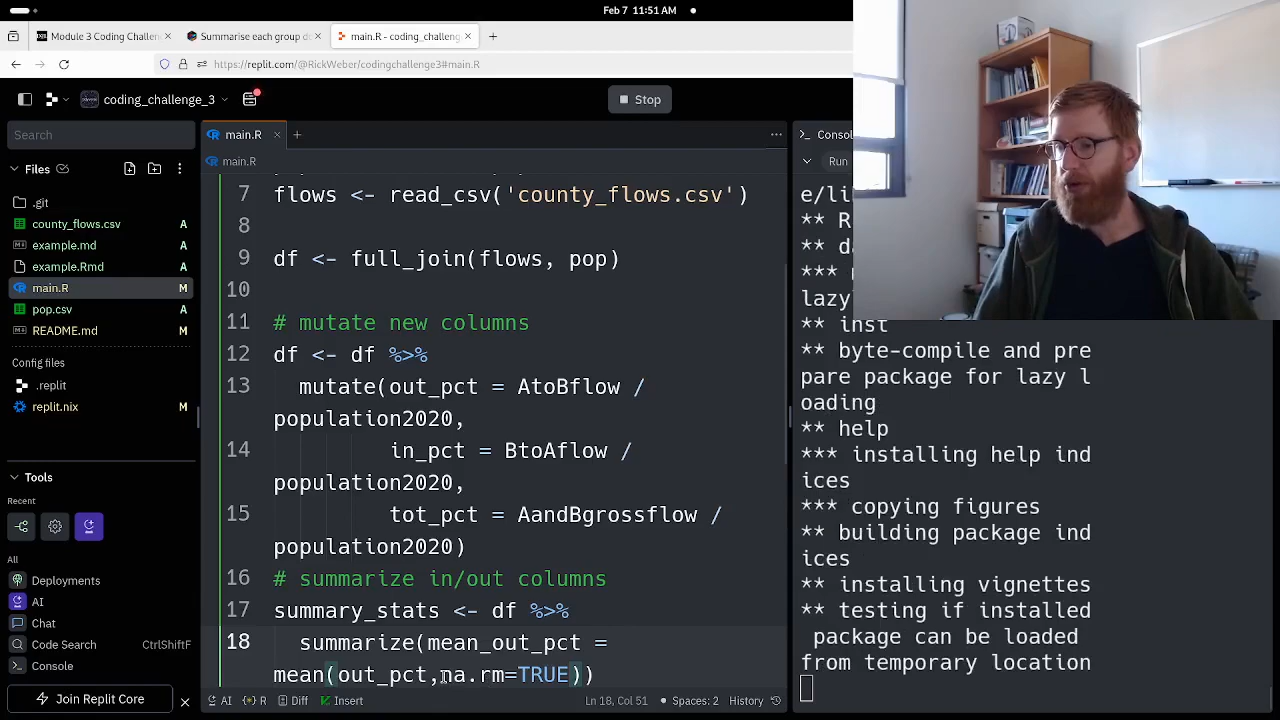 Feb 7 11:51 AM
Module 3 Coding Challen
Summarise each group d
main.R - coding_challeng
https://replit.com/@RickWeber/codingchallenge3#main.R
coding_challenge_3
Stop
Search
Files
.git
county_flows.csv A
example.md A
example.Rmd A
main.R M
pop.csv A
README.md M
Config files
.replit
replit.nix M
Tools
Recent
All
Deployments
AI
Chat
Code Search CtrlShiftF
Console
Join Replit Core
main.R
main.R
7 flows <- read_csv('county_flows.csv')
8
9 df <- full_join(flows, pop)
10
11 # mutate new columns
12 df <- df %>%
13 mutate(out_pct = AtoBflow /
population2020,
14 in_pct = BtoAflow /
population2020,
15 tot_pct = AandBgrossflow /
population2020)
16 # summarize in/out columns
17 summary_stats <- df %>%
18 summarize(mean_out_pct =
mean(out_pct,na.rm=TRUE))
AI R Diff Insert
Ln 18, Col 51 Spaces: 2 History
Conso
Run
e/li
** R
** da
***
lazy
** inst
** byte-compile and pre
pare package for lazy l
oading
** help
*** installing help ind
ices
*** copying figures
** building package ind
ices
** installing vignettes
** testing if installed
package can be loaded
from temporary location